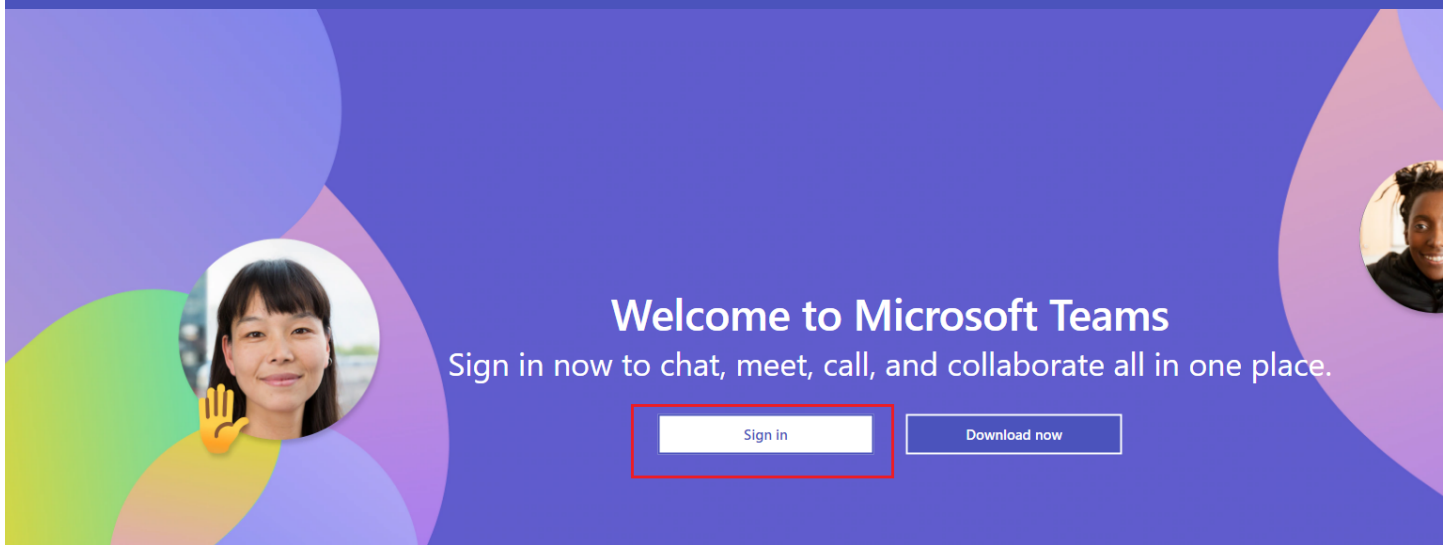 Welcome to Microsoft Teams
Sign in now to chat, meet, call, and collaborate all in one place.
Sign in
Download now